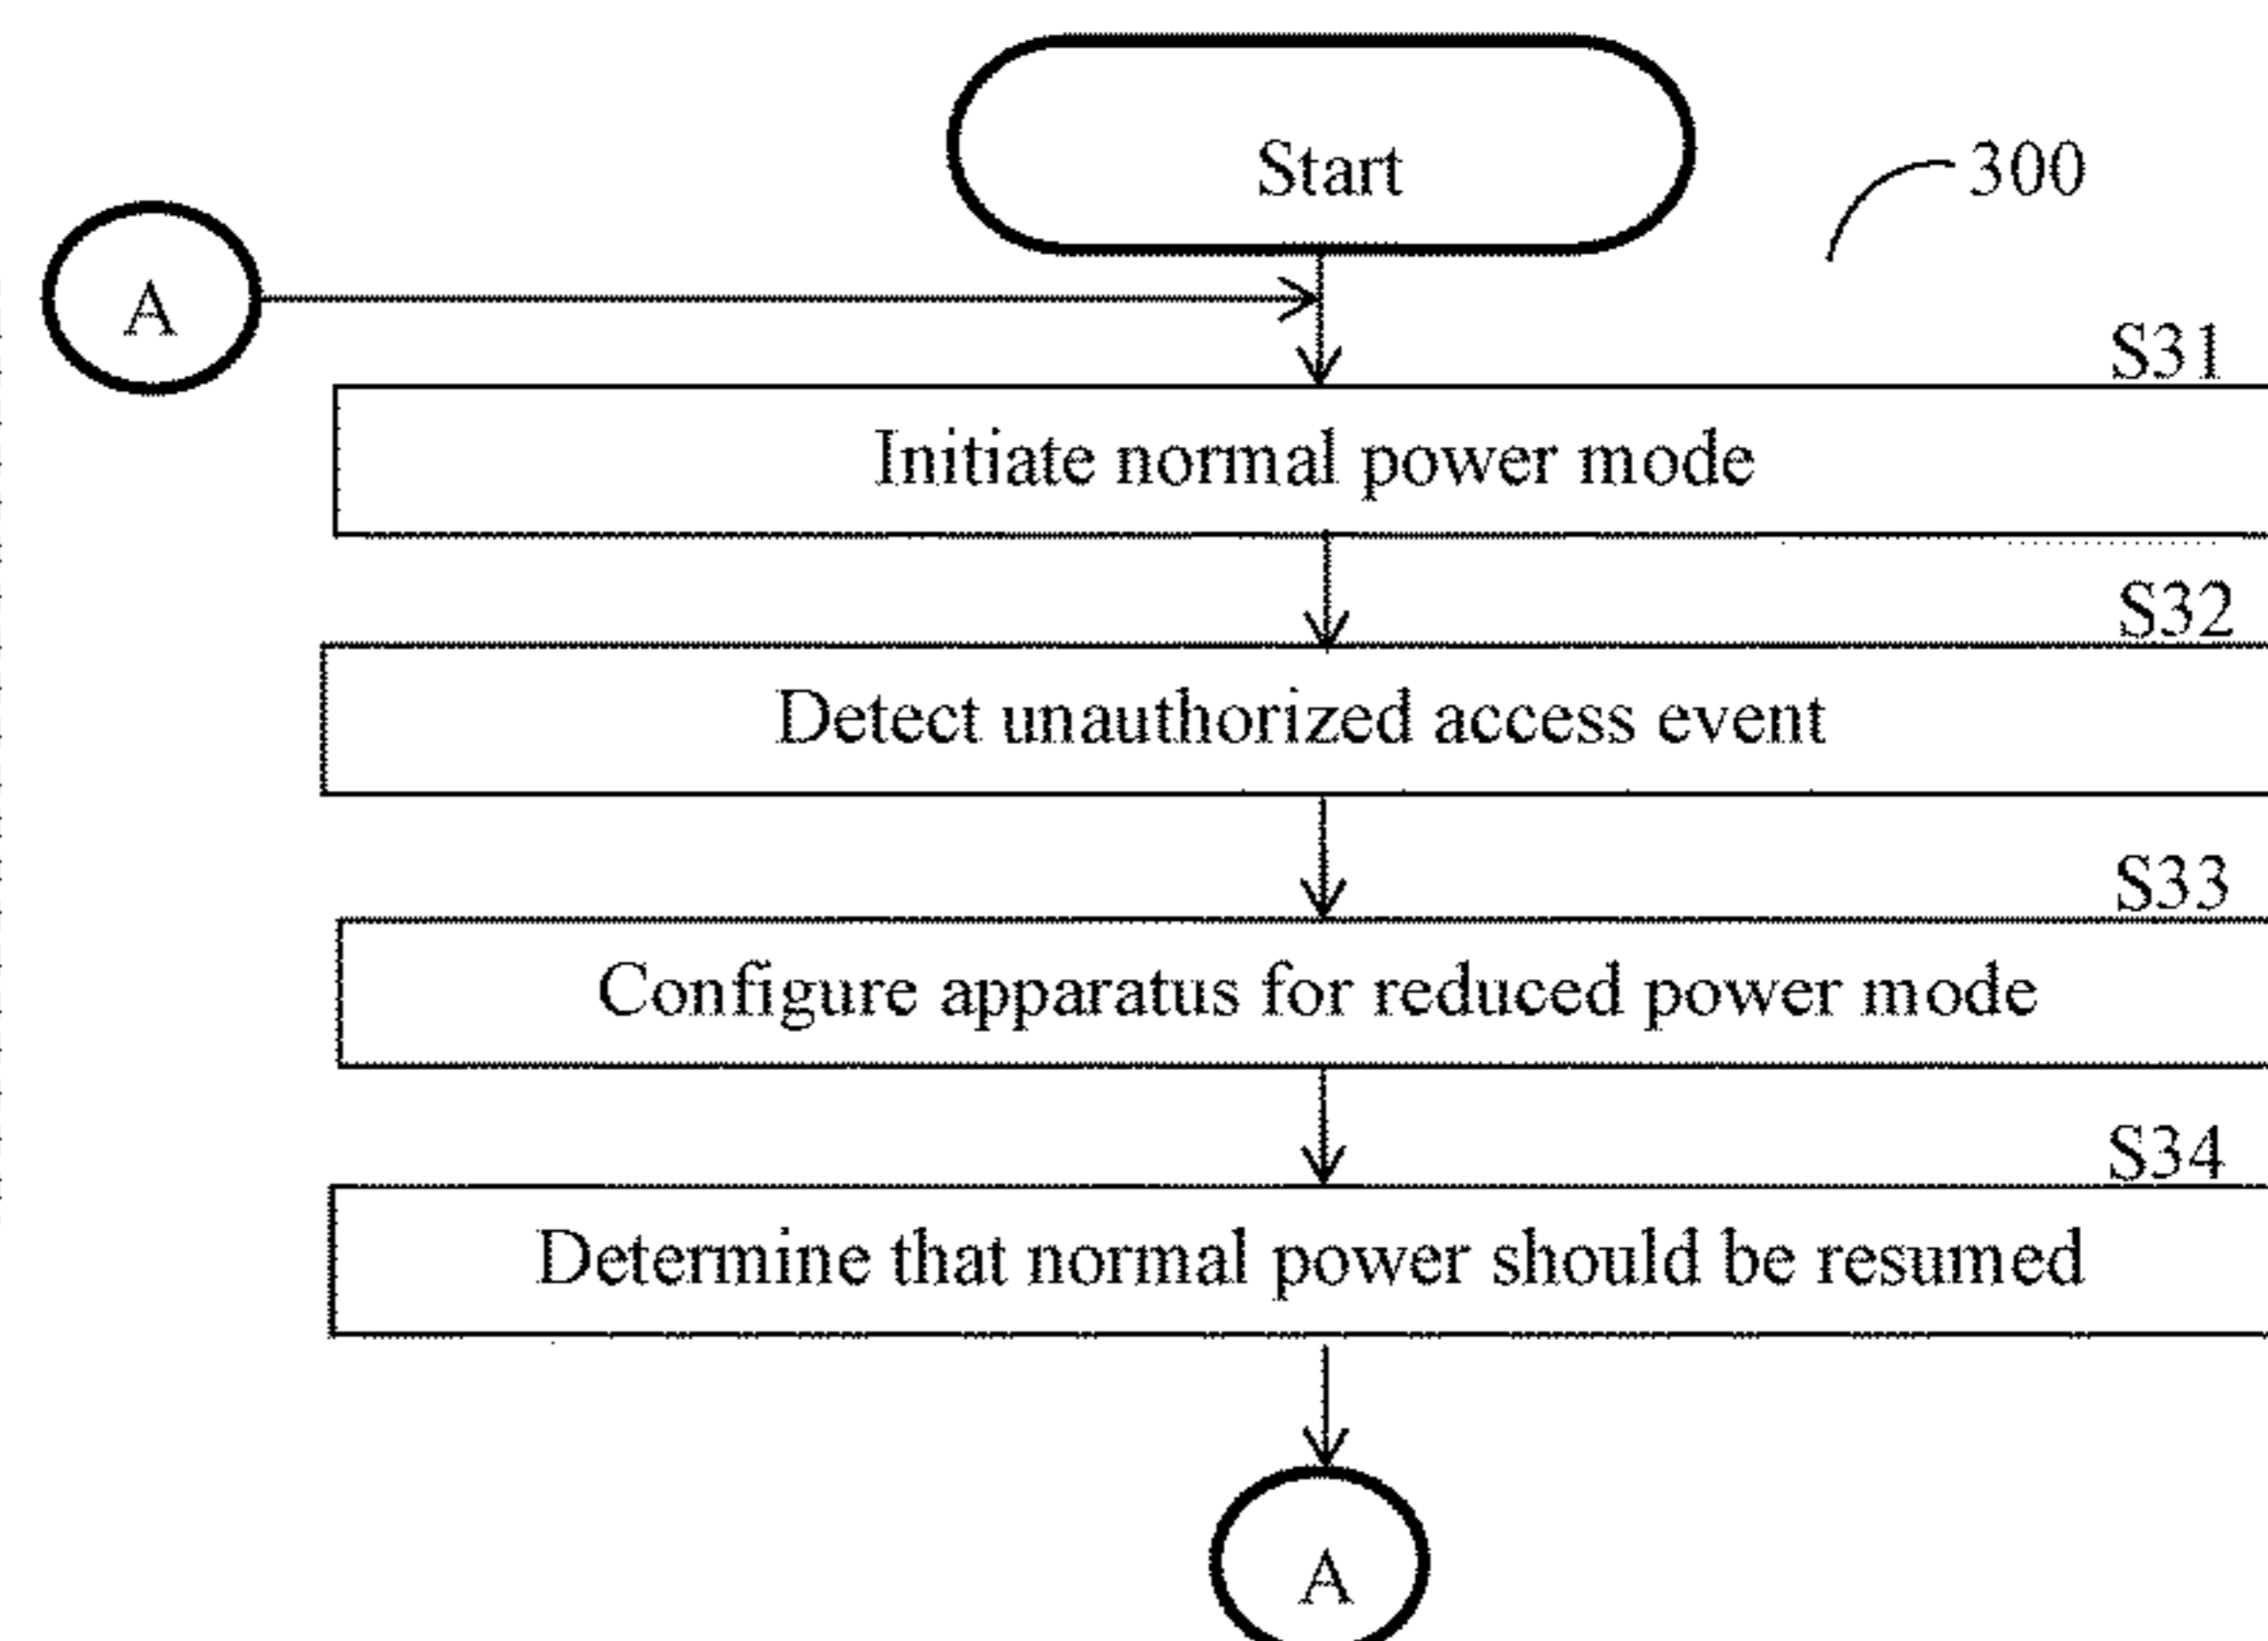 Start
300
A
S31
Initiate normal power mode
S32
Detect unauthorized access event
S33
Configure apparatus for reduced power mode
S34
Determine that normal power should be resumed
A